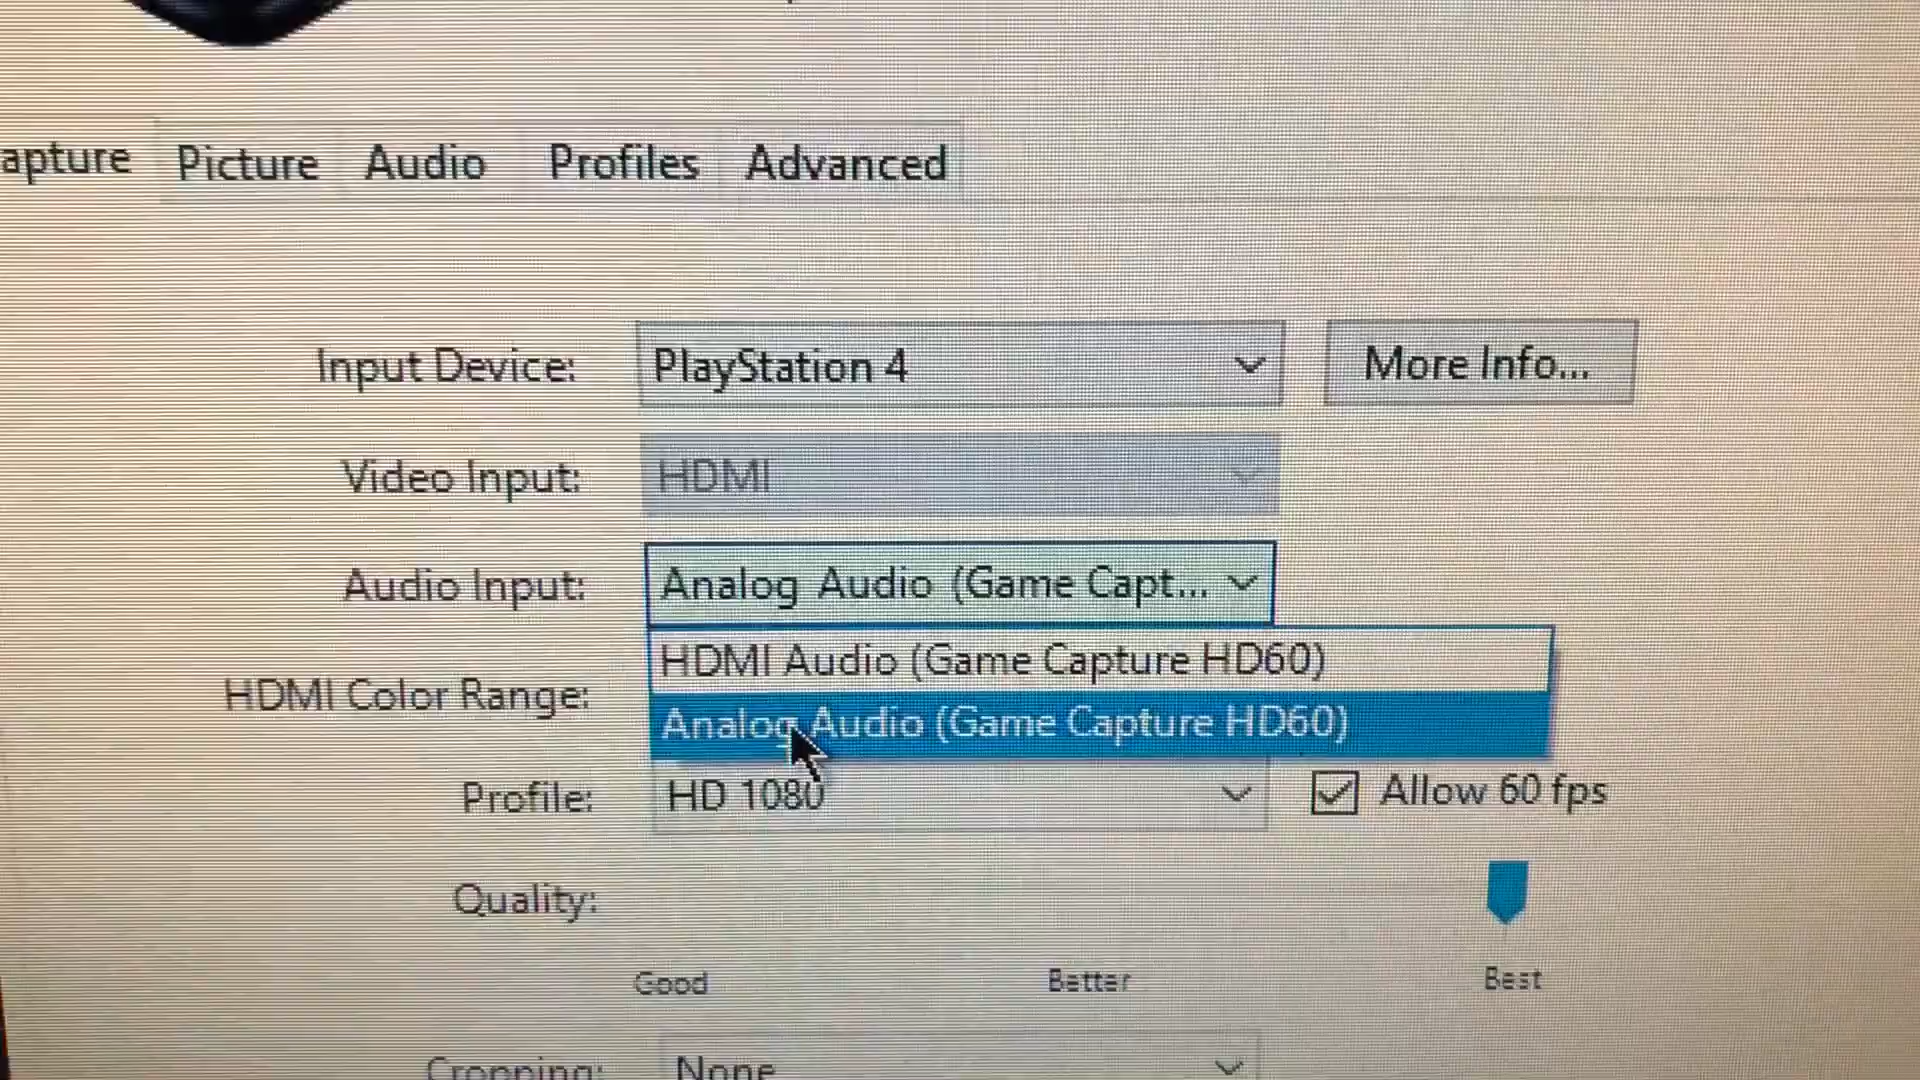 apture Picture Audio Profiles Advanced
Input Device: PlayStation 4 More Info...
Video Input: HDMI
Audio Input: Analog Audio (Game Capt...
HDMI Audio (Game Capture HD60)
HDMI Color Range:
Analog Audio (Game Capture HD60)
Profile: HD 1080 Allow 60 fps
Quality:
Good Better Best
Cropping: None